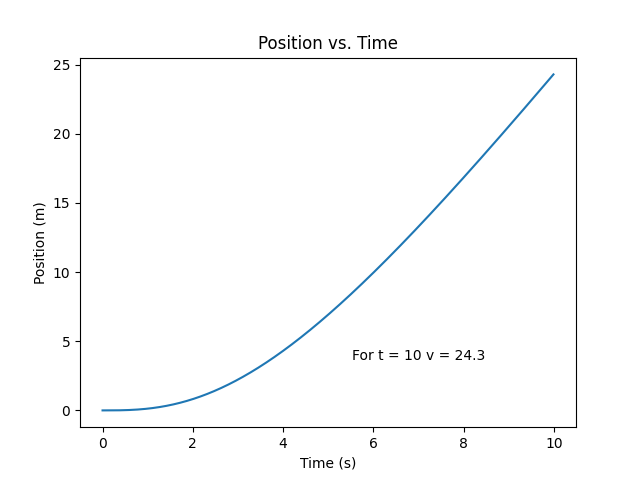 Position vs. Time
25
20
15
10
5
0
Position (m)
For t = 10 v = 24.3
0 2 4 6 8 10
Time (s)